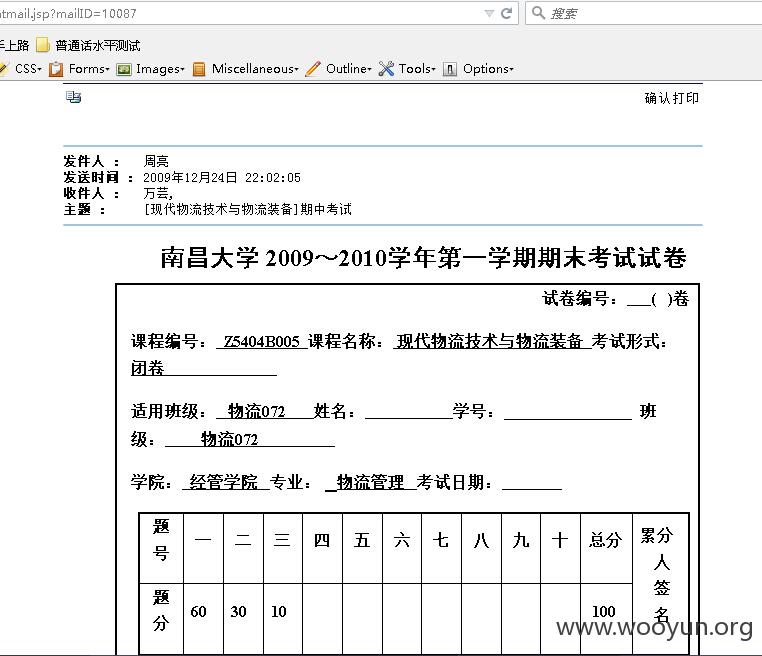 ntmail.jsp?mailID=10087
搜索
手上路 普通话水平测试
CSS Forms Images Miscellaneous Outline Tools Options
确认打印
发件人 : 周亮
发送时间 : 2009年12月24日 22:02:05
收件人 : 万芸,
主题 : [现代物流技术与物流装备]期中考试
南昌大学 2009～2010学年第一学期期末考试试卷
试卷编号：___( )卷
课程编号： Z5404B005 课程名称： 现代物流技术与物流装备 考试形式：
闭卷
适用班级： 物流072 姓名：__________学号：______________ 班
级： 物流072
学院： 经管学院 专业： 物流管理 考试日期：_______
题号 一 二 三 四 五 六 七 八 九 十 总分 累分人签名
题分 60 30 10 100
www.wooyun.org